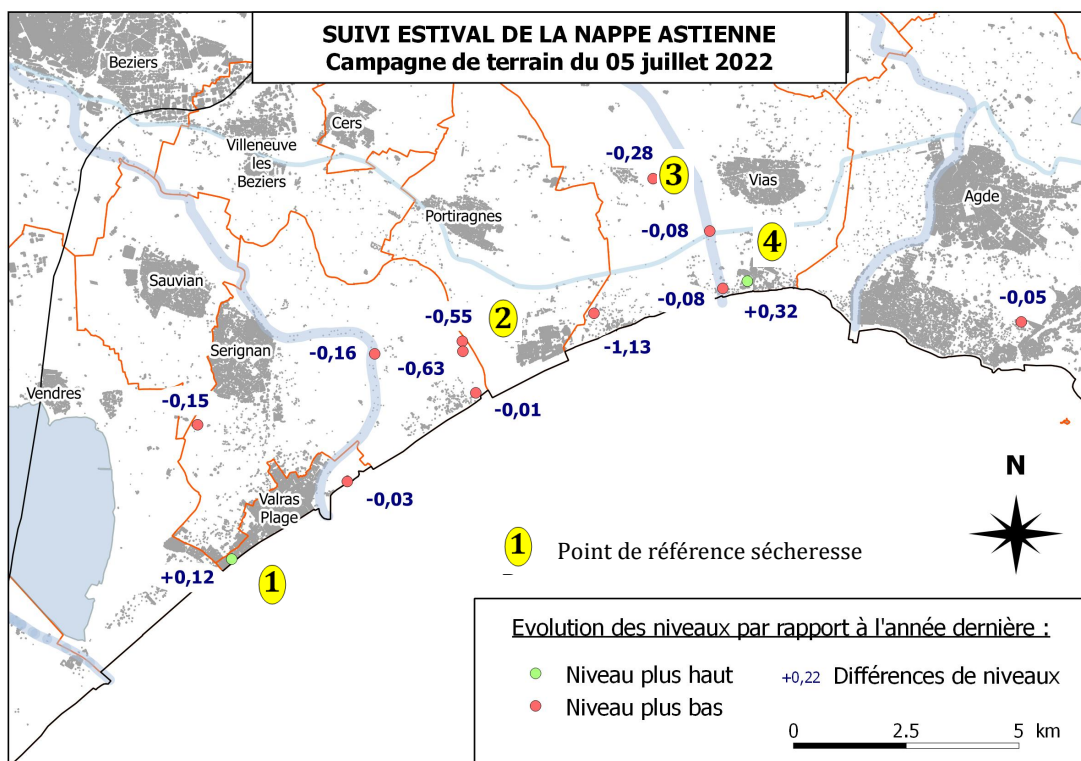 SUIVI ESTIVAL DE LA NAPPE ASTIENNE
Campagne de terrain du 05 juillet 2022
Beziers
Cers
Villeneuve
les
Beziers
-0,28
3
Vias
Agde
Portiragnes
-0,08
4
Sauvian
-0,08
+0,32
-0,05
-0,55
2
-1,13
Serignan
-0,16
-0,63
Vendres
-0,15
-0,01
Valras
Plage
-0,03
N
+0,12
1
1 Point de référence sécheresse
Evolution des niveaux par rapport à l'année dernière :
Niveau plus haut
+0,22 Différences de niveaux
Niveau plus bas
0 2.5 5 km